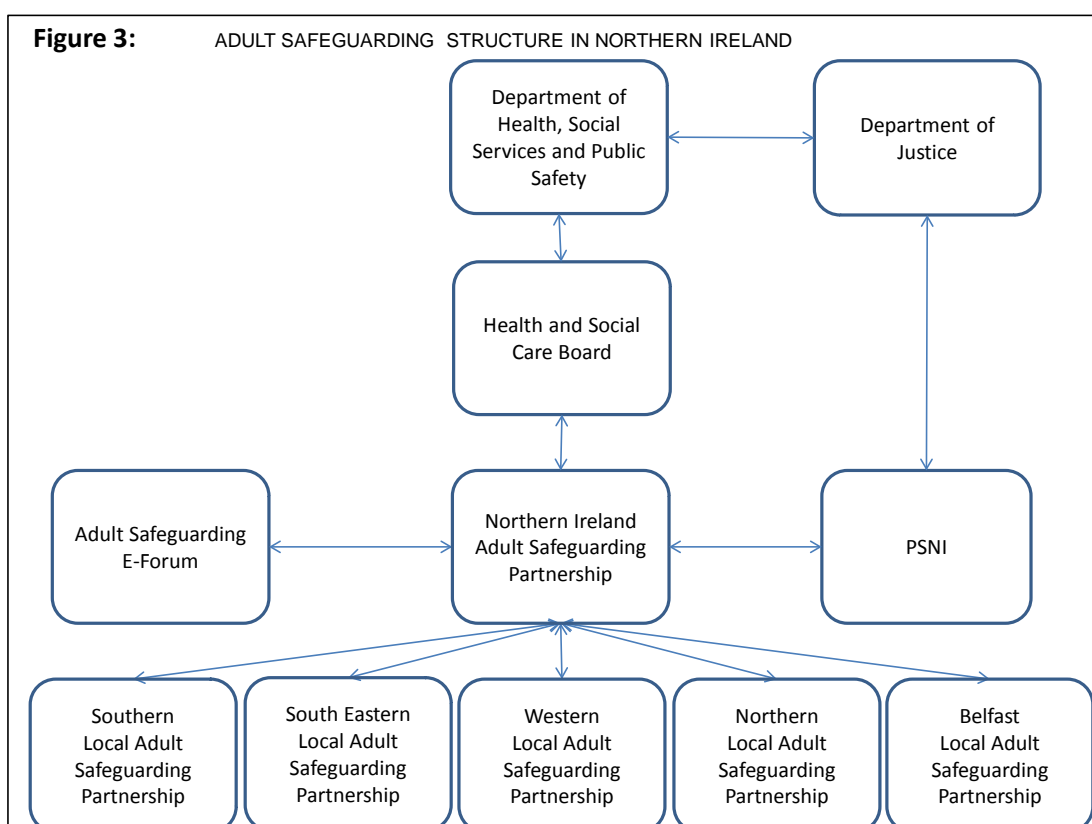 Figure 3: ADULT SAFEGUARDING STRUCTURE IN NORTHERN IRELAND
Department of
Health, Social
Services and Public
Safety
Department of
Justice
Health and Social
Care Board
Adult Safeguarding
E-Forum
Northern Ireland
Adult Safeguarding
Partnership
PSNI
Southern
Local Adult
Safeguarding
Partnership
South Eastern
Local Adult
Safeguarding
Partnership
Western
Local Adult
Safeguarding
Partnership
Northern
Local Adult
Safeguarding
Partnership
Belfast
Local Adult
Safeguarding
Partnership